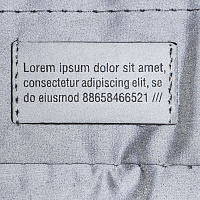 Lorem ipsum dolor sit amet,
consectetur adipiscing elit, se
do eiusmod 88658466521 ///